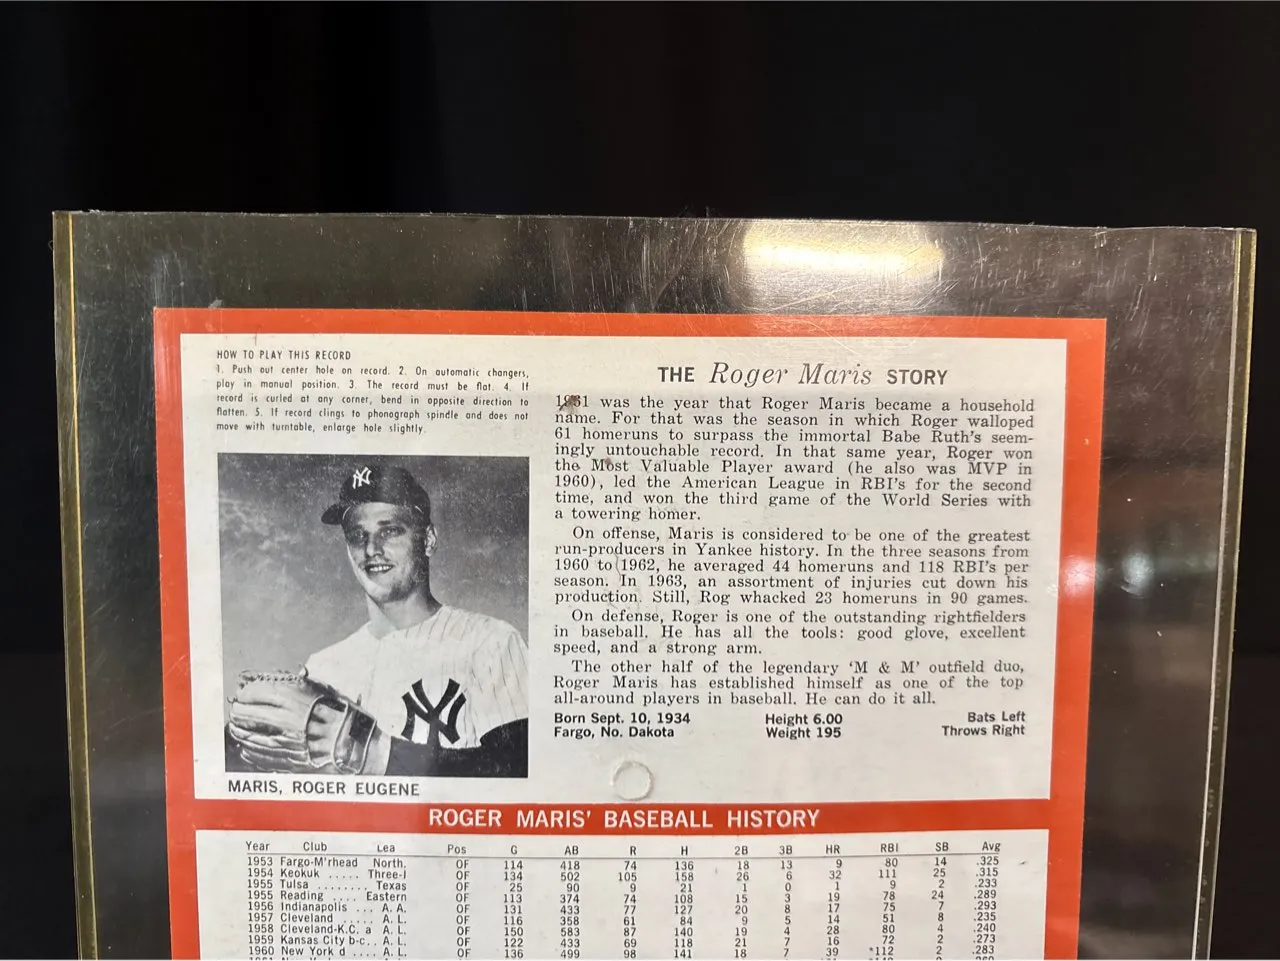 HOW TO PLAY THIS RECORD
1. Push out center hole on record. 2. On automatic changers,
play in manual position. 3. The record must be flat. 4. If
record is curled at any corner, bend in opposite direction to
flatten. 5. If record clings to phonograph spindle and does not
move with turntable, enlarge hole slightly.
NY
NY
MARIS, ROGER EUGENE
THE Roger Maris STORY
1961 was the year that Roger Maris became a household
name. For that was the season in which Roger walloped
61 homeruns to surpass the immortal Babe Ruth's seem-
ingly untouchable record. In that same year, Roger won
the Most Valuable Player award (he also was MVP in
1960), led the American League in RBI's for the second
time, and won the third game of the World Series with
a towering homer.
On offense, Maris is considered to be one of the greatest
run-producers in Yankee history. In the three seasons from
1960 to 1962, he averaged 44 homeruns and 118 RBI's per
season. In 1963, an assortment of injuries cut down his
production. Still, Rog whacked 23 homeruns in 90 games.
On defense, Roger is one of the outstanding rightfielders
in baseball. He has all the tools: good glove, excellent
speed, and a strong arm.
The other half of the legendary 'M & M' outfield duo,
Roger Maris has established himself as one of the top
all-around players in baseball. He can do it all.
Born Sept. 10, 1934 Height 6.00 Bats Left
Fargo, No. Dakota Weight 195 Throws Right
ROGER MARIS' BASEBALL HISTORY
Year Club Lea Pos G AB R H 2B 3B HR RBI SB Avg
1953 Fargo-M'rhead North. OF 114 418 74 136 18 13 9 80 14 .325
1954 Keokuk ..... Three-I OF 134 502 105 158 26 6 32 111 25 .315
1955 Tulsa ........ Texas OF 25 90 9 21 1 0 1 9 2 .233
1955 Reading .... Eastern OF 113 374 74 108 15 3 19 78 24 .289
1956 Indianapolis ... A. A. OF 131 433 77 127 20 8 17 75 7 .293
1957 Cleveland ..... A. L. OF 116 358 61 84 9 5 14 51 8 .235
1958 Cleveland-K.C. a A. L. OF 150 583 87 140 19 4 28 80 4 .240
1959 Kansas City b-c.. A. L. OF 122 433 69 118 21 7 16 72 2 .273
1960 New York d .... A. L. OF 136 499 98 141 18 7 39 *112 2 .283